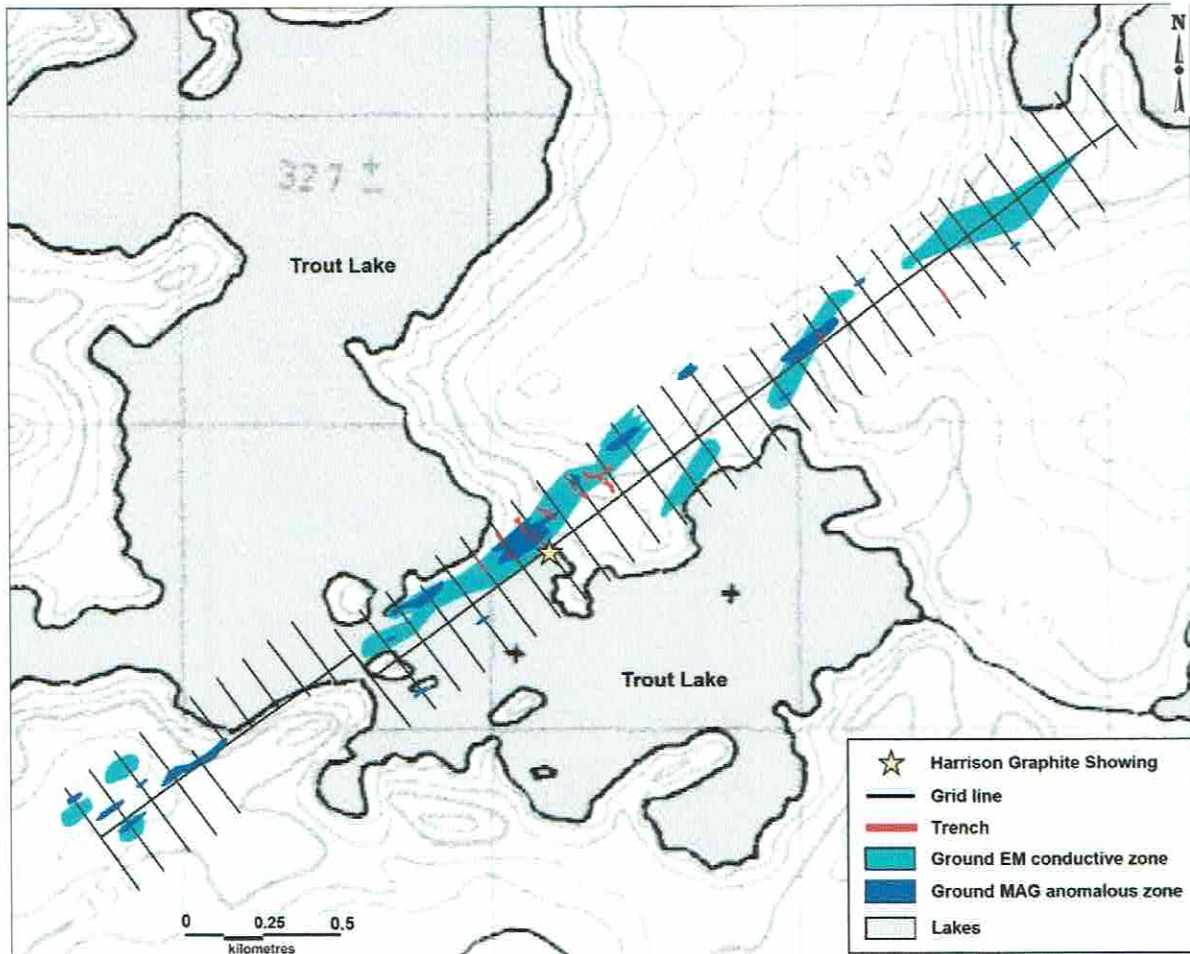 N
Trout Lake
Trout Lake
Harrison Graphite Showing
Grid line
Trench
Ground EM conductive zone
Ground MAG anomalous zone
Lakes
0 0.25 0.5
kilometres